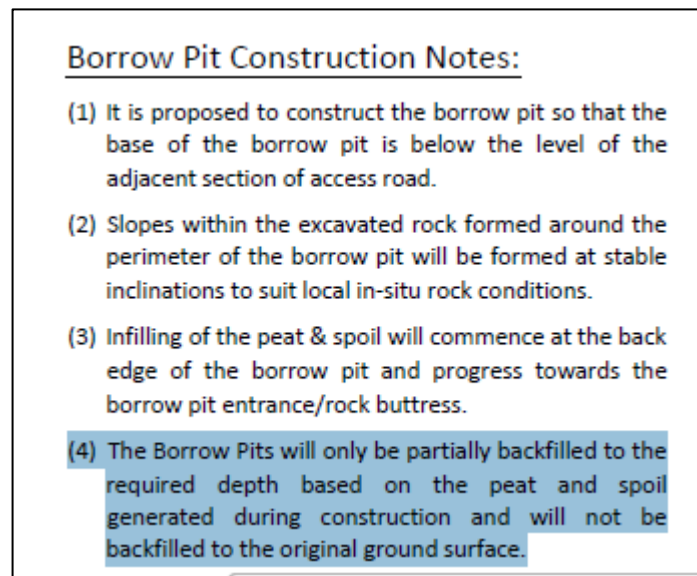 Borrow Pit Construction Notes:
(1) It is proposed to construct the borrow pit so that the
base of the borrow pit is below the level of the
adjacent section of access road.
(2) Slopes within the excavated rock formed around the
perimeter of the borrow pit will be formed at stable
inclinations to suit local in-situ rock conditions.
(3) Infilling of the peat & spoil will commence at the back
edge of the borrow pit and progress towards the
borrow pit entrance/rock buttress.
(4) The Borrow Pits will only be partially backfilled to the
required depth based on the peat and spoil
generated during construction and will not be
backfilled to the original ground surface.